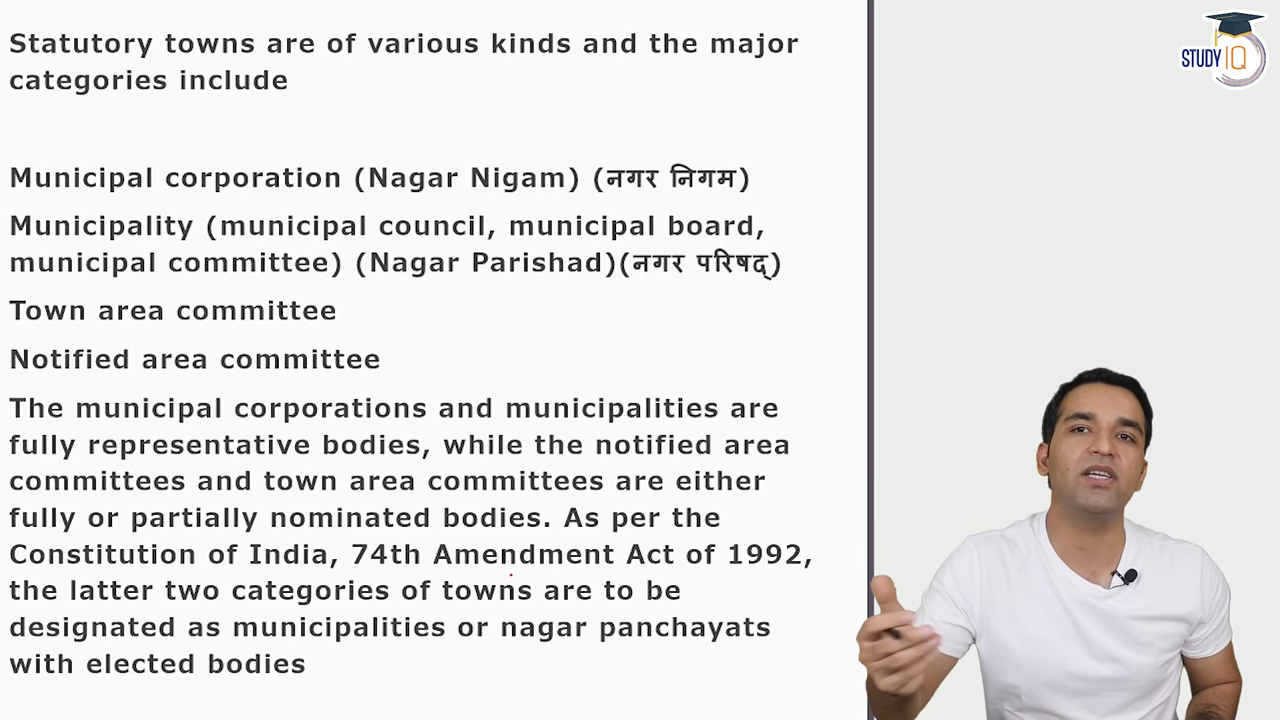 Statutory towns are of various kinds and the major
categories include
Municipal corporation (Nagar Nigam) (नगर निगम)
Municipality (municipal council, municipal board,
municipal committee) (Nagar Parishad)(नगर परिषद्)
Town area committee
Notified area committee
The municipal corporations and municipalities are
fully representative bodies, while the notified area
committees and town area committees are either
fully or partially nominated bodies. As per the
Constitution of India, 74th Amendment Act of 1992,
the latter two categories of towns are to be
designated as municipalities or nagar panchayats
with elected bodies
STUDY IQ